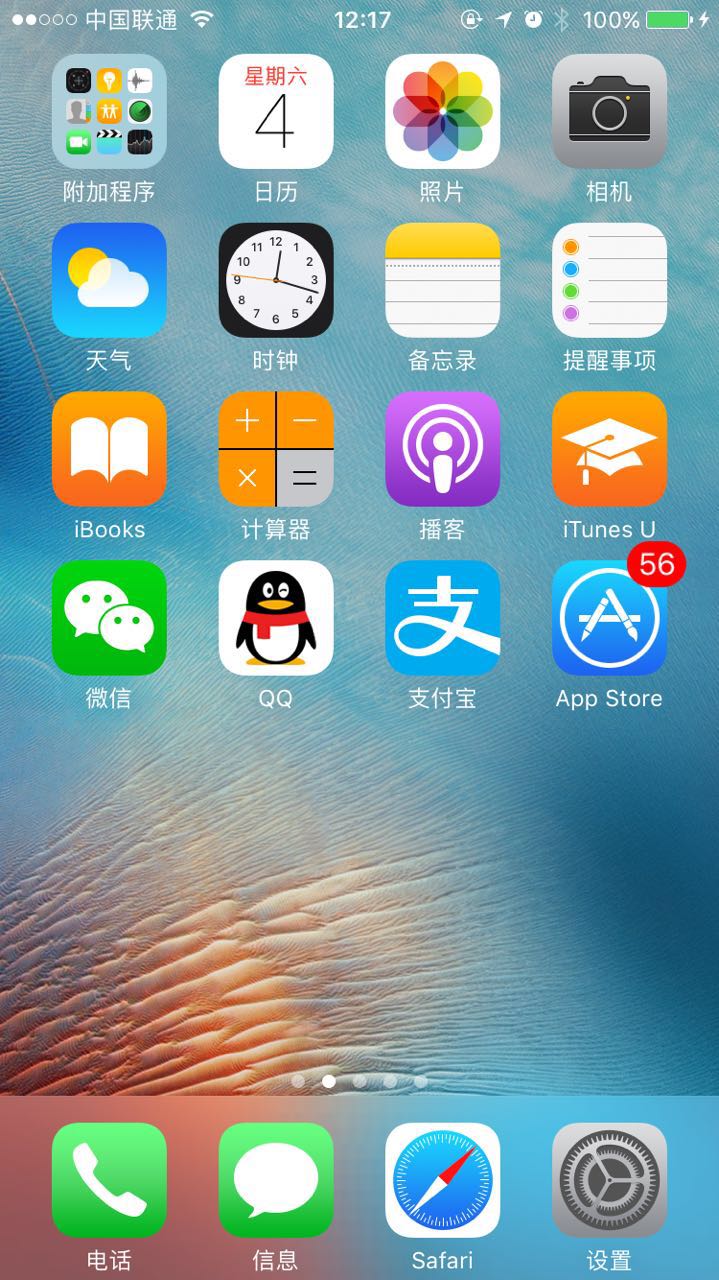 中国联通 12:17 100%
星期六
4
附加程序 日历 照片 相机
12
11 1
10 2
9 3
8 4
7 5
6
天气 时钟 备忘录 提醒事项
iBooks 计算器 播客 iTunes U
56
支
微信 QQ 支付宝 App Store
电话 信息 Safari 设置